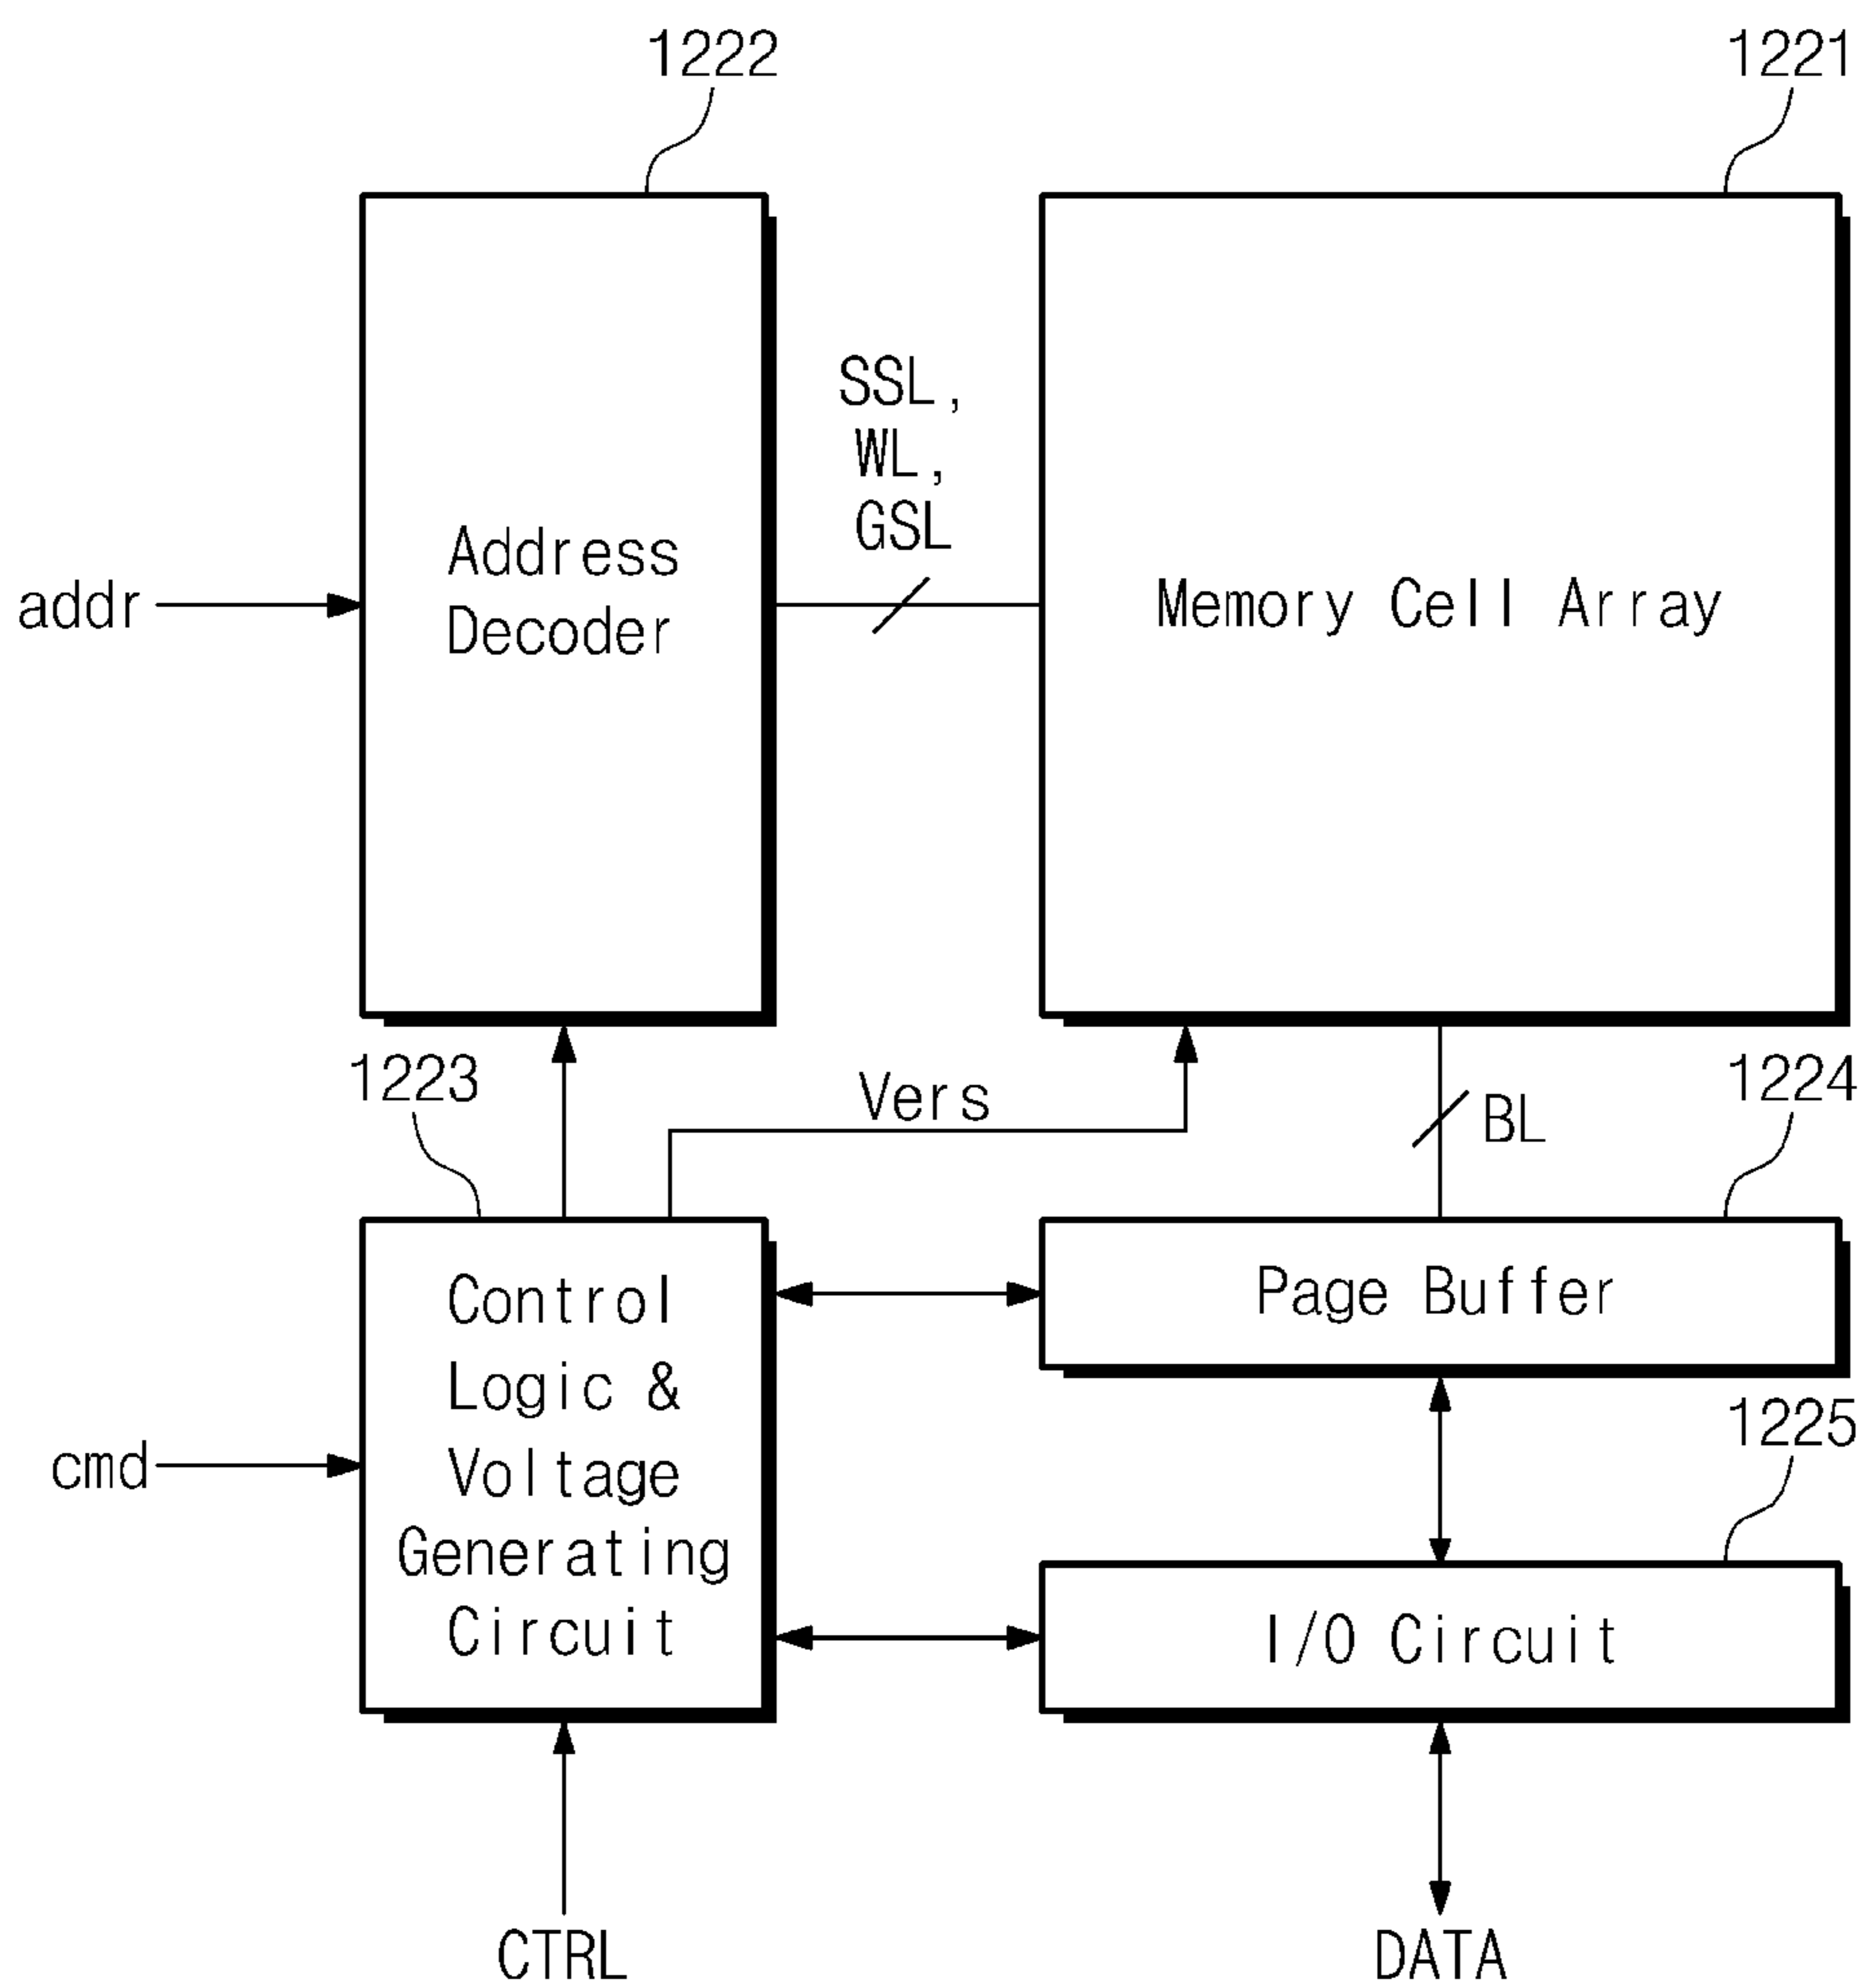 1222
1221
SSL,
WL,
GSL
Address
Decoder
addr
Memory Cell Array
1223
Vers
BL
1224
Control
Logic &
Voltage
Generating
Circuit
Page Buffer
cmd
1225
I/O Circuit
CTRL
DATA